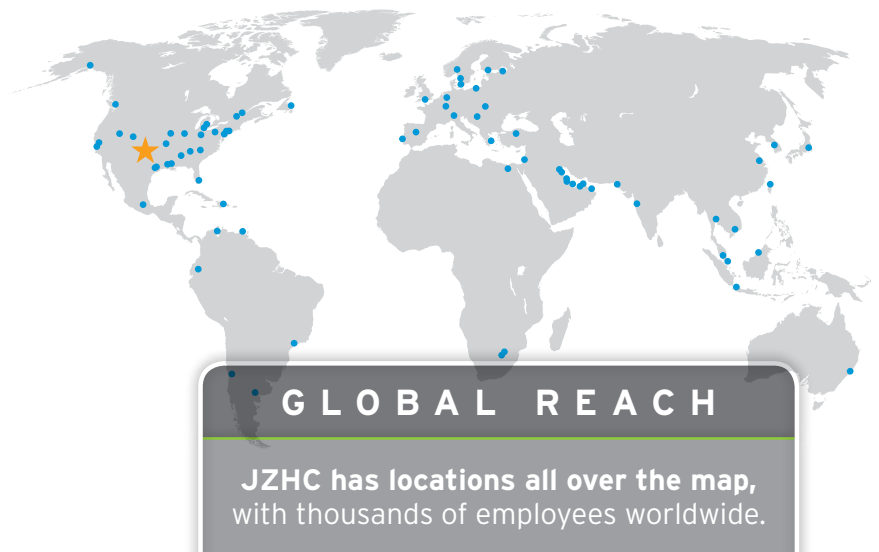 GLOBAL REACH
JZHC has locations all over the map,
with thousands of employees worldwide.